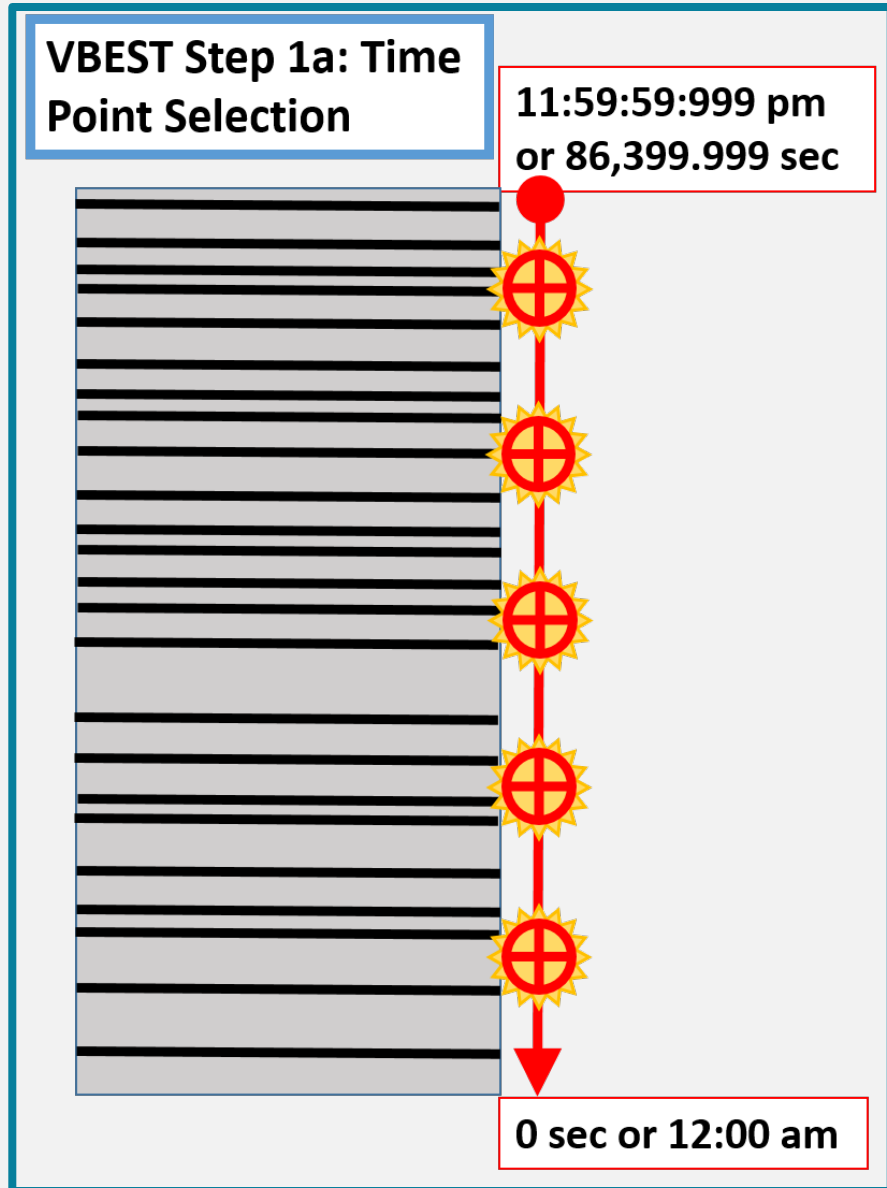 VBEST Step 1a: Time
Point Selection
11:59:59:999 pm
or 86,399.999 sec
0 sec or 12:00 am